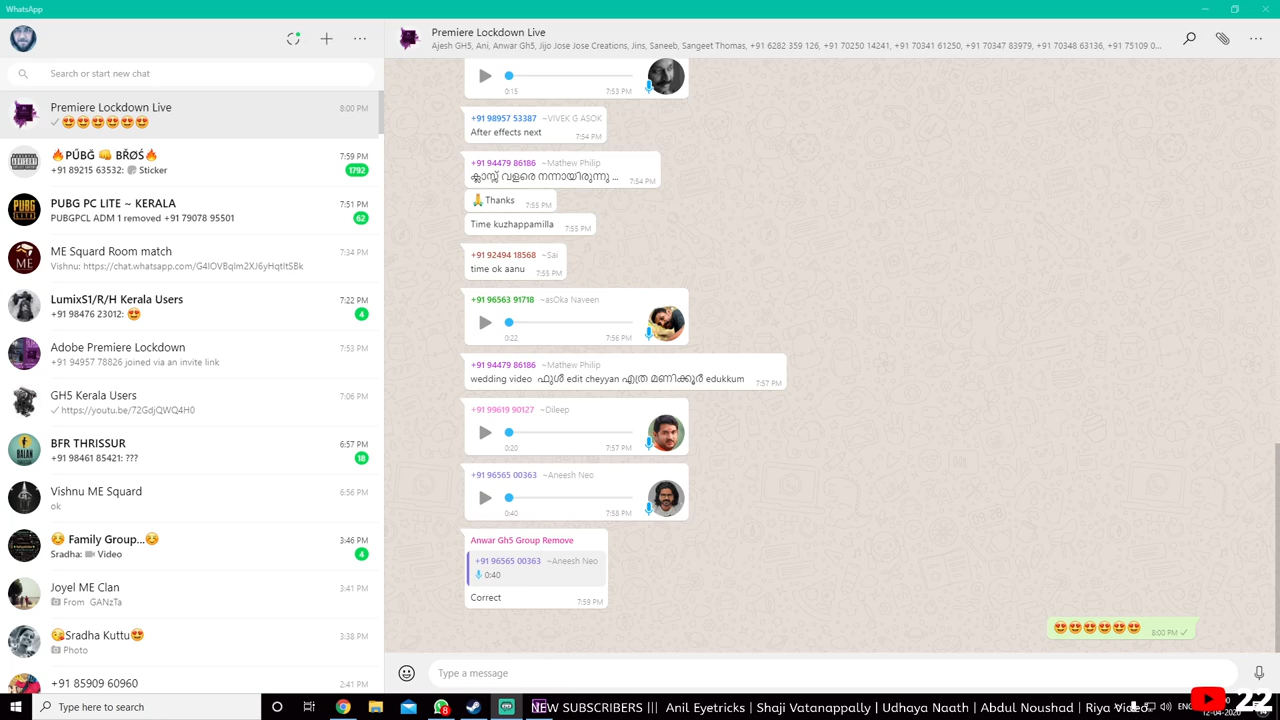 WhatsApp
Search or start new chat
Premiere Lockdown Live
8:00 PM
😍😍😍😍😍😍
🔥PŰBĞ 👊 BŘØŚ🔥
7:59 PM
+91 89215 63532: Sticker
1792
PUBG PC LITE ~ KERALA
7:51 PM
PUBGPCL ADM 1 removed +91 79078 95501
62
ME Squard Room match
7:34 PM
Vishnu: https://chat.whatsapp.com/G4IOVBqlm2XJ6yHqtItSBk
LumixS1/R/H Kerala Users
7:22 PM
+91 98476 23012: 😍
4
Adobe Premiere Lockdown
7:53 PM
+91 94957 78826 joined via an invite link
GH5 Kerala Users
7:06 PM
https://youtu.be/72GdjQWQ4H0
BFR THRISSUR
6:57 PM
+91 98461 85421: ???
18
Vishnu ME Squard
6:56 PM
ok
☺️ Family Group...☺️
3:46 PM
Sradha: Video
4
Joyel ME Clan
3:41 PM
From GANzTa
😘Sradha Kuttu😍
3:38 PM
Photo
+91 85909 60960
2:41 PM
Premiere Lockdown Live
Ajesh GH5, Ani, Anwar Gh5, Jijo Jose Jose Creations, Jins, Saneeb, Sangeet Thomas, +91 6282 359 126, +91 70250 14241, +91 70341 61250, +91 70347 83979, +91 70348 63136, +91 75109 0...
0:15
7:53 PM
+91 98957 53387 ~VIVEK G ASOK
After effects next
7:54 PM
+91 94479 86186 ~Mathew Philip
ക്ലാസ്സ് വളരെ നന്നായിരുന്നു ...
7:54 PM
🙏Thanks
7:55 PM
Time kuzhappamilla
7:55 PM
+91 92494 18568 ~Sai
time ok aanu
7:55 PM
+91 96563 91718 ~asOka Naveen
0:22
7:56 PM
+91 94479 86186 ~Mathew Philip
wedding video ഫുൾ edit cheyyan എത്ര മണിക്കൂർ edukkum
7:57 PM
+91 99619 90127 ~Dileep
0:20
7:57 PM
+91 96565 00363 ~Aneesh Neo
0:40
7:58 PM
Anwar Gh5 Group Remove
+91 96565 00363 ~Aneesh Neo
0:40
Correct
7:59 PM
😍😍😍😍😍😍
8:00 PM
Type a message
Type here to search
8
NEW SUBSCRIBERS ||| Anil Eyetricks | Shaji Vatanappally | Udhaya Naath | Abdul Noushad | Riya Video
22
12-04-2020